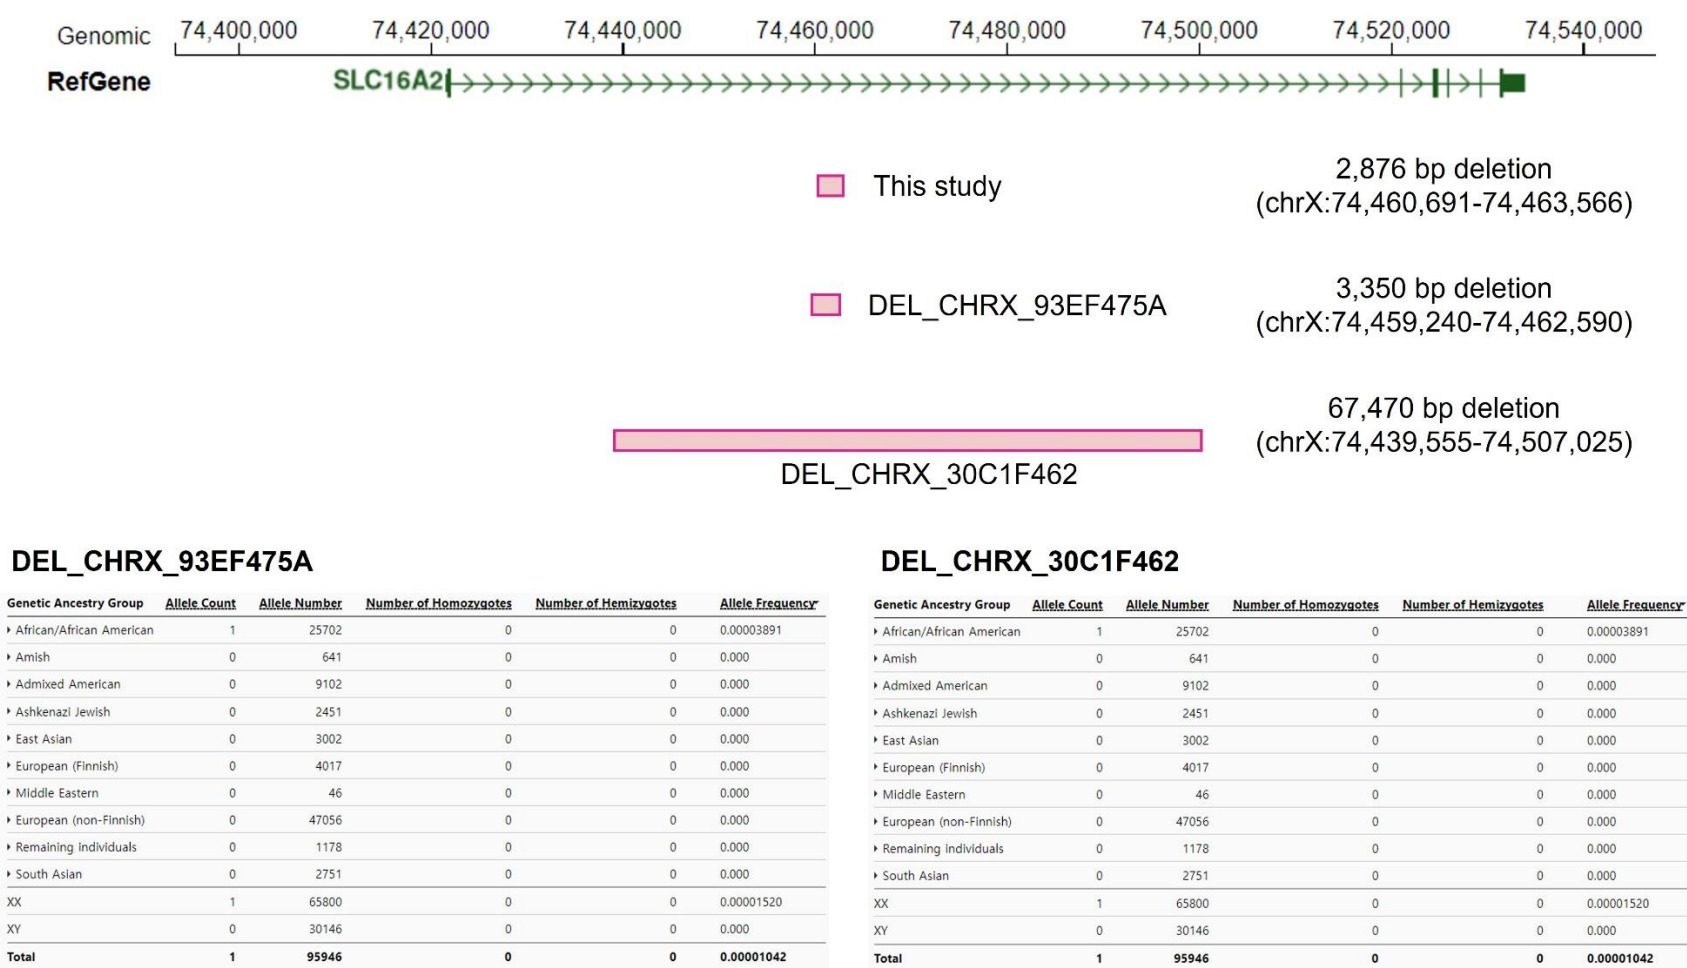 Genomic 74,400,000 74,420,000 74,440,000 74,460,000 74,480,000 74,500,000 74,520,000 74,540,000
RefGene SLC16A2
This study
2,876 bp deletion
(chrX:74,460,691-74,463,566)
DEL_CHRX_93EF475A
3,350 bp deletion
(chrX:74,459,240-74,462,590)
DEL_CHRX_30C1F462
67,470 bp deletion
(chrX:74,439,555-74,507,025)
DEL_CHRX_93EF475A
Genetic Ancestry Group Allele Count Allele Number Number of Homozygotes Number of Hemizygotes Allele Frequency
African/African American 1 25702 0 0 0.00003891
Amish 0 641 0 0 0.000
Admixed American 0 9102 0 0 0.000
Ashkenazi Jewish 0 2451 0 0 0.000
East Asian 0 3002 0 0 0.000
European (Finnish) 0 4017 0 0 0.000
Middle Eastern 0 46 0 0 0.000
European (non-Finnish) 0 47056 0 0 0.000
Remaining individuals 0 1178 0 0 0.000
South Asian 0 2751 0 0 0.000
XX 1 65800 0 0 0.00001520
XY 0 30146 0 0 0.000
Total 1 95946 0 0 0.00001042
DEL_CHRX_30C1F462
Genetic Ancestry Group Allele Count Allele Number Number of Homozygotes Number of Hemizygotes Allele Frequency
African/African American 1 25702 0 0 0.00003891
Amish 0 641 0 0 0.000
Admixed American 0 9102 0 0 0.000
Ashkenazi Jewish 0 2451 0 0 0.000
East Asian 0 3002 0 0 0.000
European (Finnish) 0 4017 0 0 0.000
Middle Eastern 0 46 0 0 0.000
European (non-Finnish) 0 47056 0 0 0.000
Remaining individuals 0 1178 0 0 0.000
South Asian 0 2751 0 0 0.000
XX 1 65800 0 0 0.00001520
XY 0 30146 0 0 0.000
Total 1 95946 0 0 0.00001042